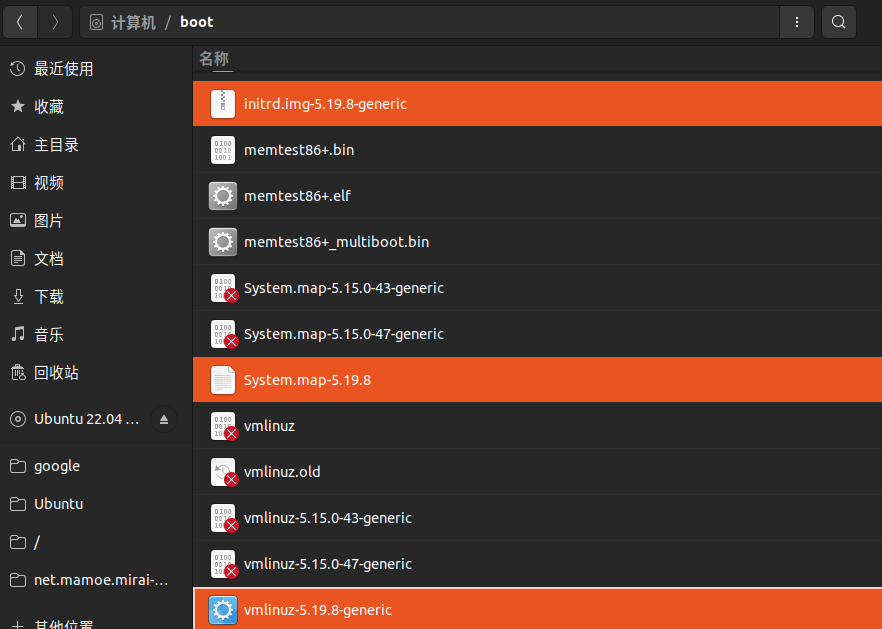 计算机 / boot
名称
最近使用
收藏
主目录
视频
图片
文档
下载
音乐
回收站
Ubuntu 22.04 …
google
Ubuntu
/
net.mamoe.mirai-…
其他位置
initrd.img-5.19.8-generic
memtest86+.bin
memtest86+.elf
memtest86+_multiboot.bin
System.map-5.15.0-43-generic
System.map-5.15.0-47-generic
System.map-5.19.8
vmlinuz
vmlinuz.old
vmlinuz-5.15.0-43-generic
vmlinuz-5.15.0-47-generic
vmlinuz-5.19.8-generic